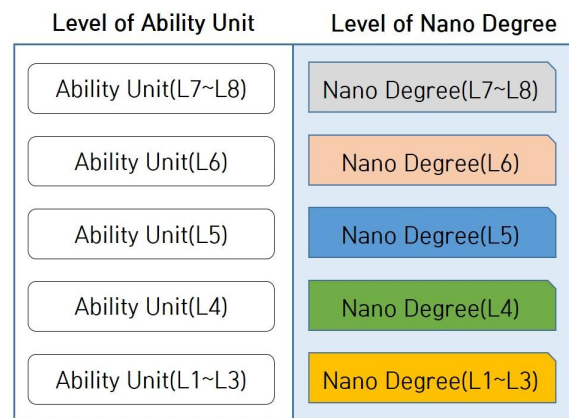 Level of Ability Unit
Level of Nano Degree
Ability Unit(L7~L8)
Nano Degree(L7~L8)
Ability Unit(L6)
Nano Degree(L6)
Ability Unit(L5)
Nano Degree(L5)
Ability Unit(L4)
Nano Degree(L4)
Ability Unit(L1~L3)
Nano Degree(L1~L3)